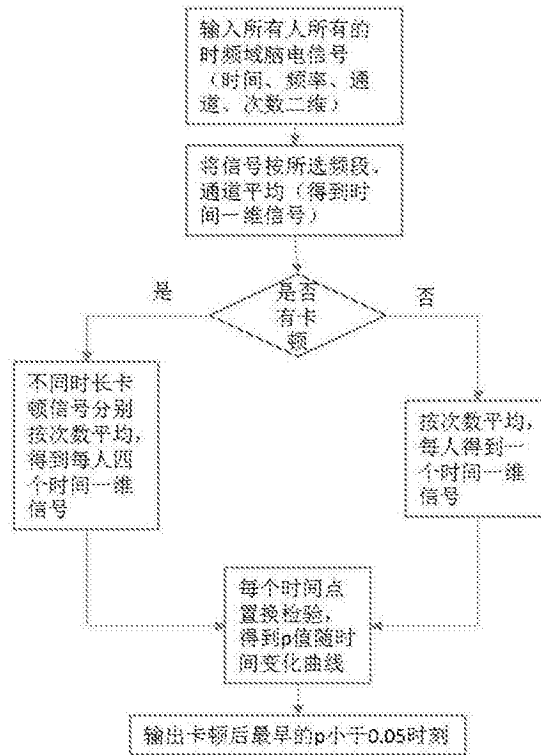 输入所有人所有的
时频域脑电信号
（时间、频率、通
道、次数二维）
将信号按所选频段、
通道平均（得到时
间一维信号）
是否
有卡
顿
是
否
不同时长卡
顿信号分别
按次数平均，
得到每人四
个时间一维
信号
按次数平均，
每人得到一
个时间一维
信号
每个时间点
置换检验，
得到p值随时
间变化曲线
输出卡顿后最早的p小于0.05时刻